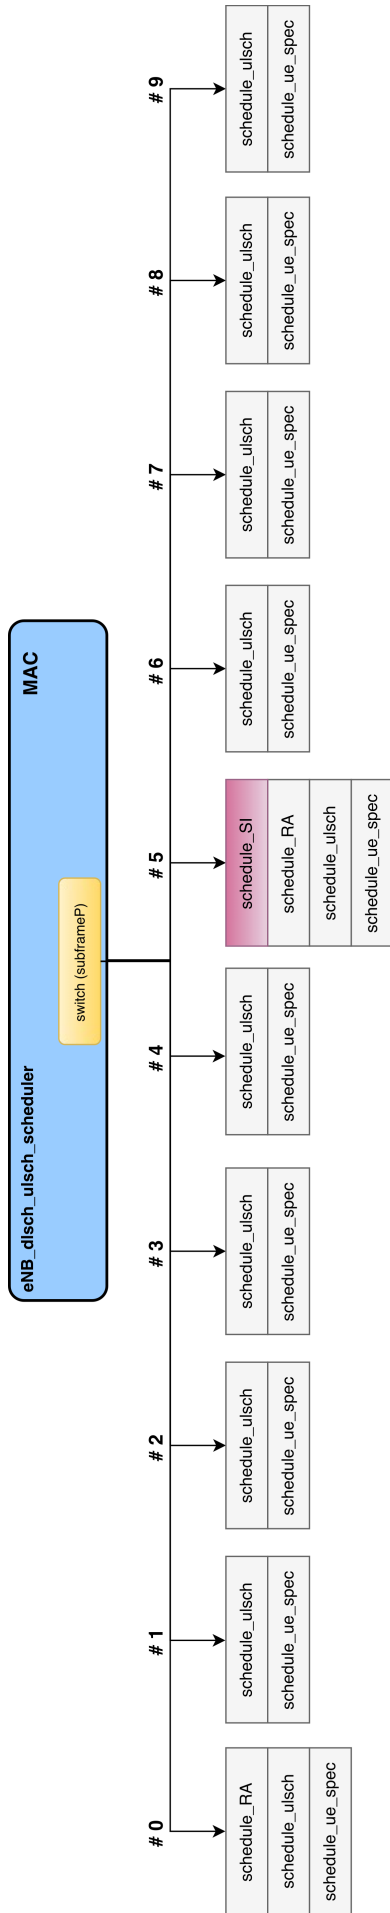 eNB_dlsch_ulsch_scheduler
MAC
switch (subframeP)
# 0
schedule_RA
schedule_ulsch
schedule_ue_spec
# 1
schedule_ulsch
schedule_ue_spec
# 2
schedule_ulsch
schedule_ue_spec
# 3
schedule_ulsch
schedule_ue_spec
# 4
schedule_ulsch
schedule_ue_spec
# 5
schedule_SI
schedule_RA
schedule_ulsch
schedule_ue_spec
# 6
schedule_ulsch
schedule_ue_spec
# 7
schedule_ulsch
schedule_ue_spec
# 8
schedule_ulsch
schedule_ue_spec
# 9
schedule_ulsch
schedule_ue_spec